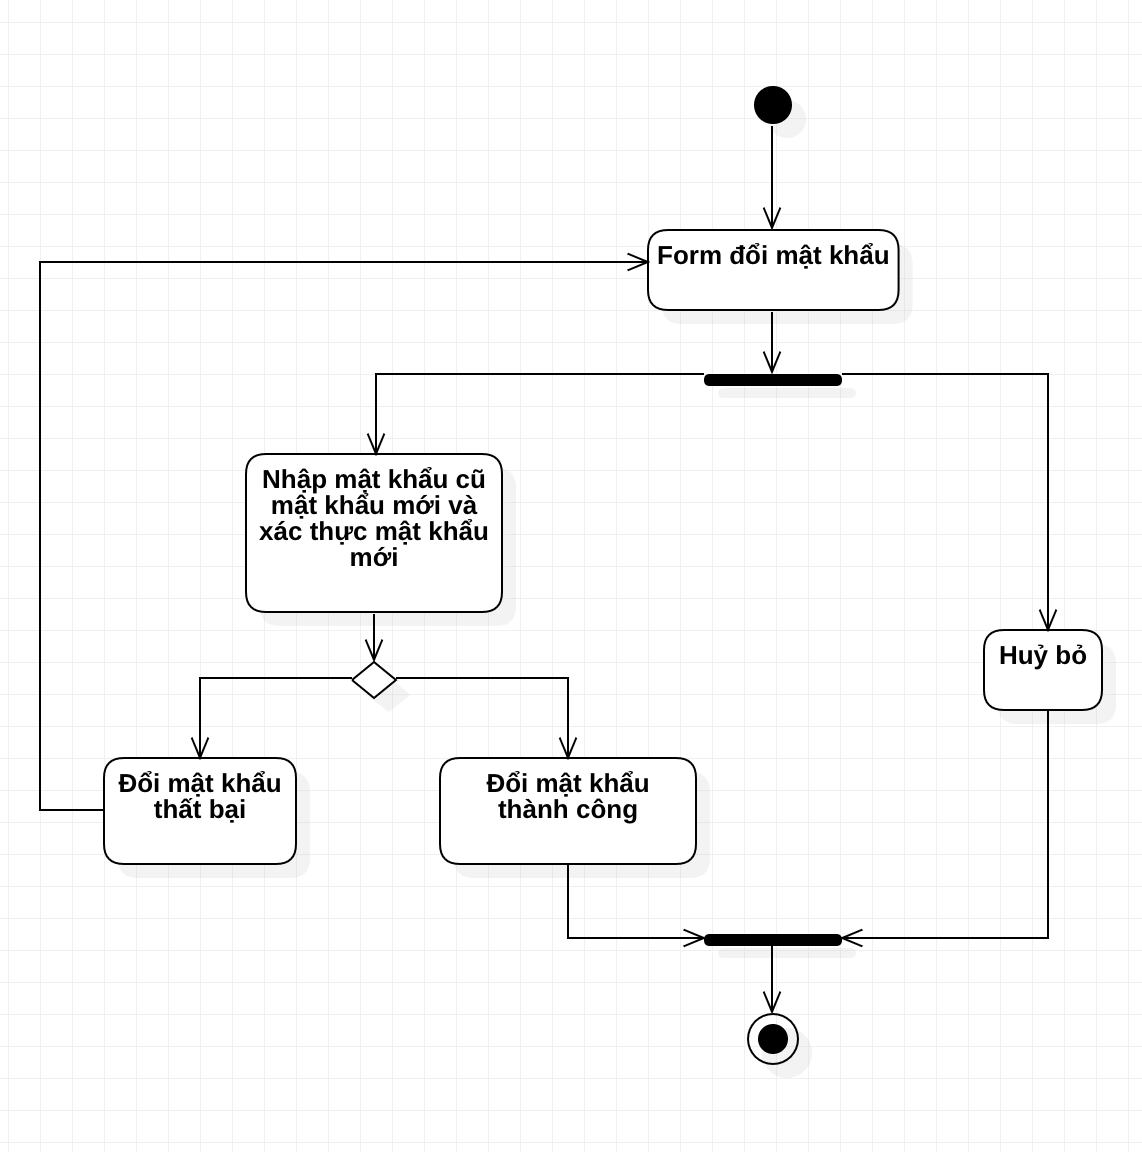 Form đổi mật khẩu
Nhập mật khẩu cũ
mật khẩu mới và
xác thực mật khẩu
mới
Huỷ bỏ
Đổi mật khẩu
thất bại
Đổi mật khẩu
thành công